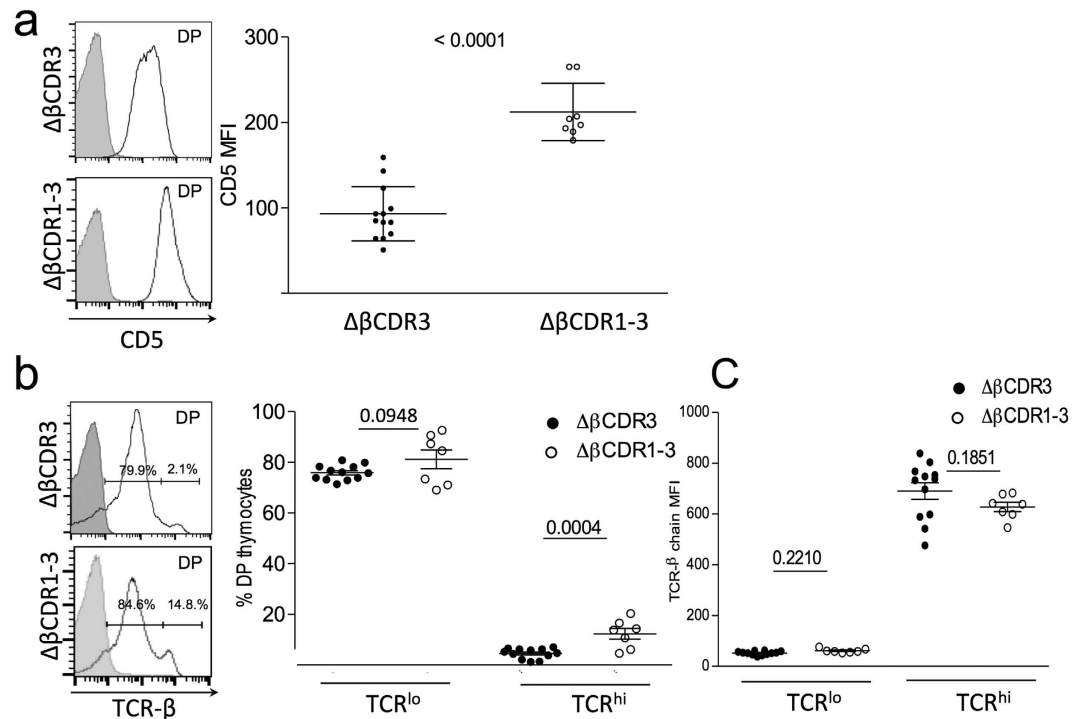 a
ΔβCDR3
DP
ΔβCDR1-3
DP
CD5
CD5 MFI
300
200
100
< 0.0001
ΔβCDR3
ΔβCDR1-3
b
ΔβCDR3
DP
79.9%
2.1%
ΔβCDR1-3
DP
84.6%
14.8.%
TCR-β
% DP thymocytes
100
80
60
40
20
0.0948
0.0004
ΔβCDR3
ΔβCDR1-3
TCRlo
TCRhi
C
ΔβCDR3
ΔβCDR1-3
TCR-β chain MFI
1000
800
600
400
200
0
0.2210
0.1851
TCRlo
TCRhi